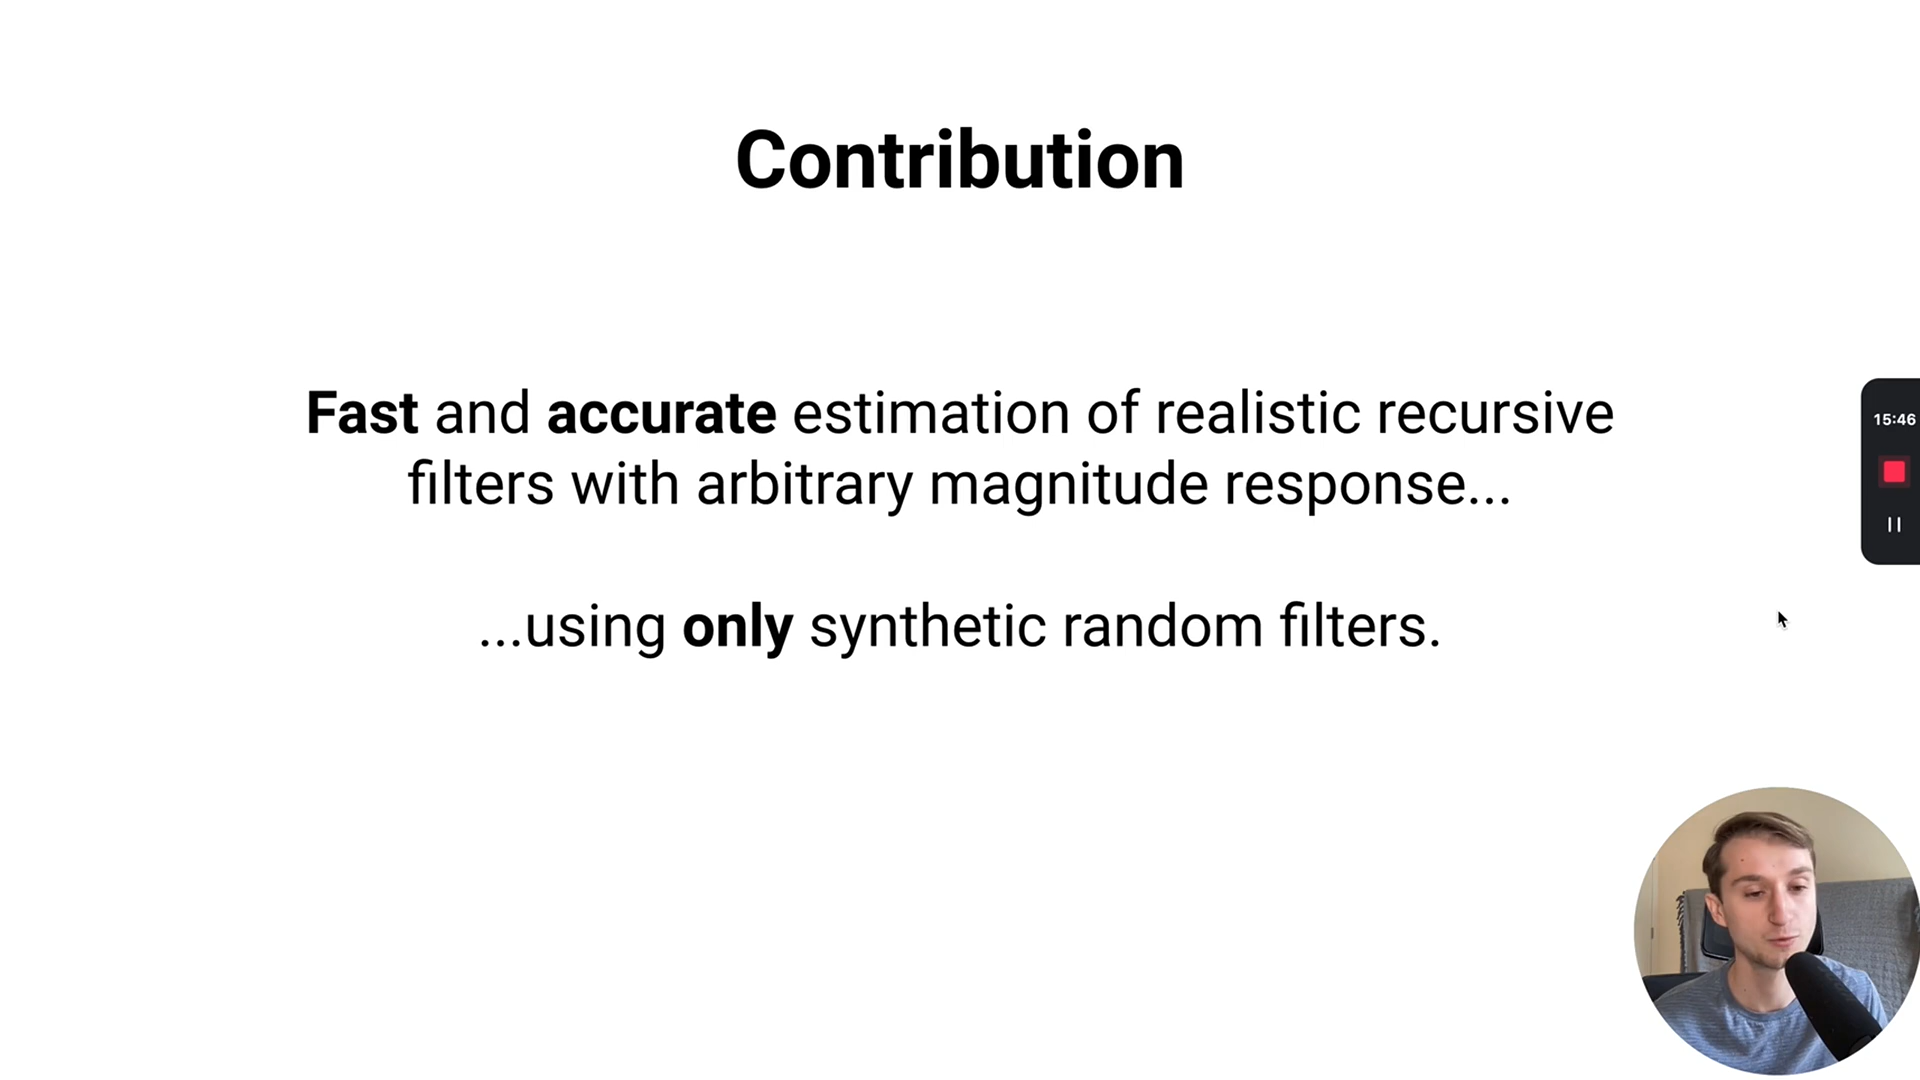 Contribution
Fast and accurate estimation of realistic recursive
filters with arbitrary magnitude response...
...using only synthetic random filters.
15:46